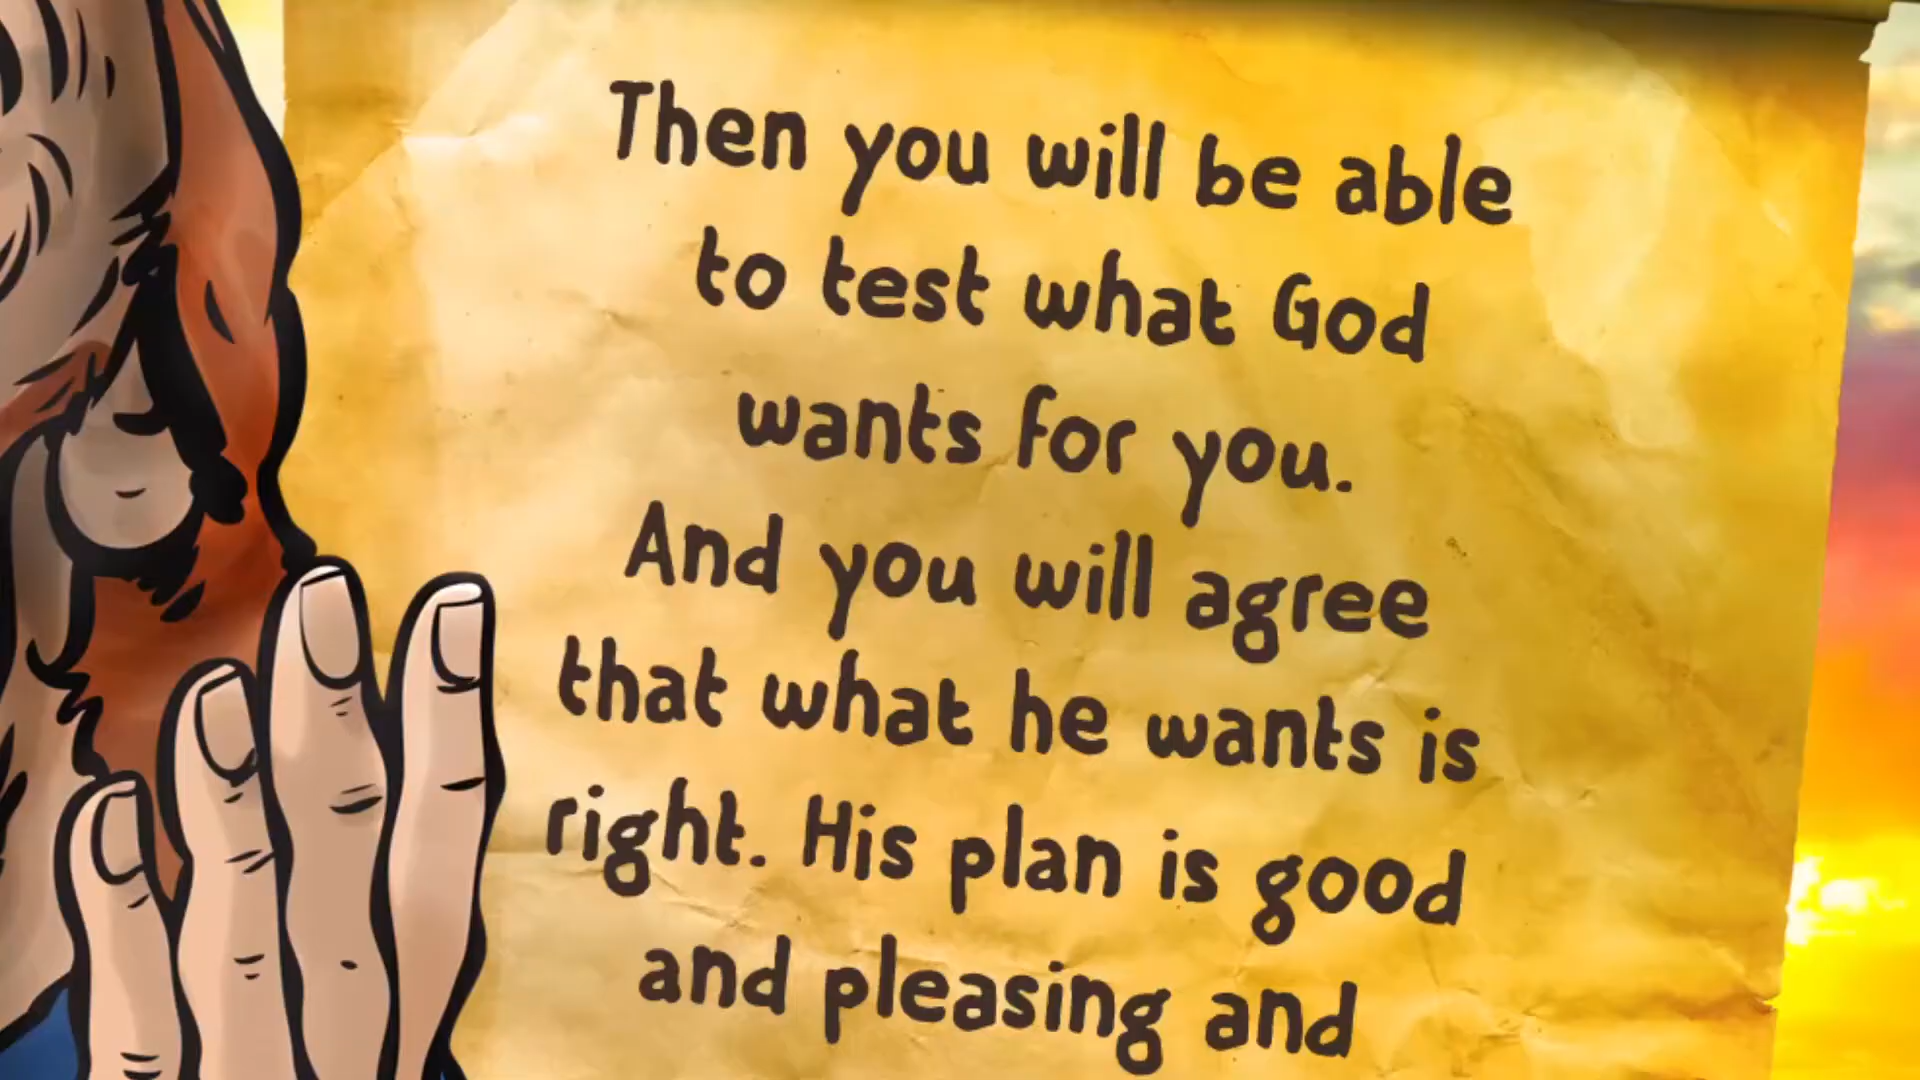 Then you will be able
to test what God
wants for you.
And you will agree
that what he wants is
right. His plan is good
and pleasing and